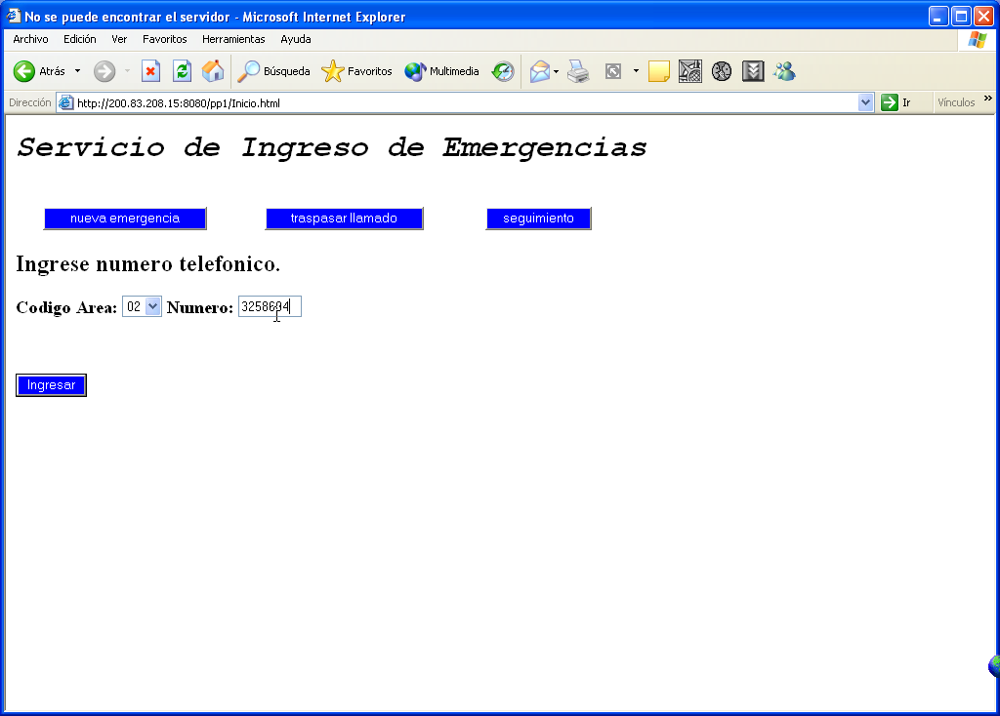 No se puede encontrar el servidor - Microsoft Internet Explorer
Archivo Edición Ver Favoritos Herramientas Ayuda
Atrás Búsqueda Favoritos Multimedia
Dirección http://200.83.208.15:8080/pp1/Inicio.html Ir Vínculos »
Servicio de Ingreso de Emergencias
nueva emergencia traspasar llamado seguimiento
Ingrese numero telefonico.
Codigo Area: 02 Numero: 3258694
Ingresar